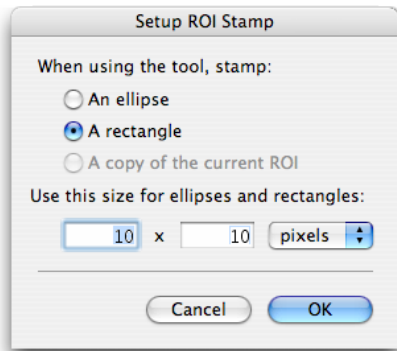 Setup ROI Stamp
When using the tool, stamp:
An ellipse
A rectangle
A copy of the current ROI
Use this size for ellipses and rectangles:
10 x 10 pixels
Cancel OK